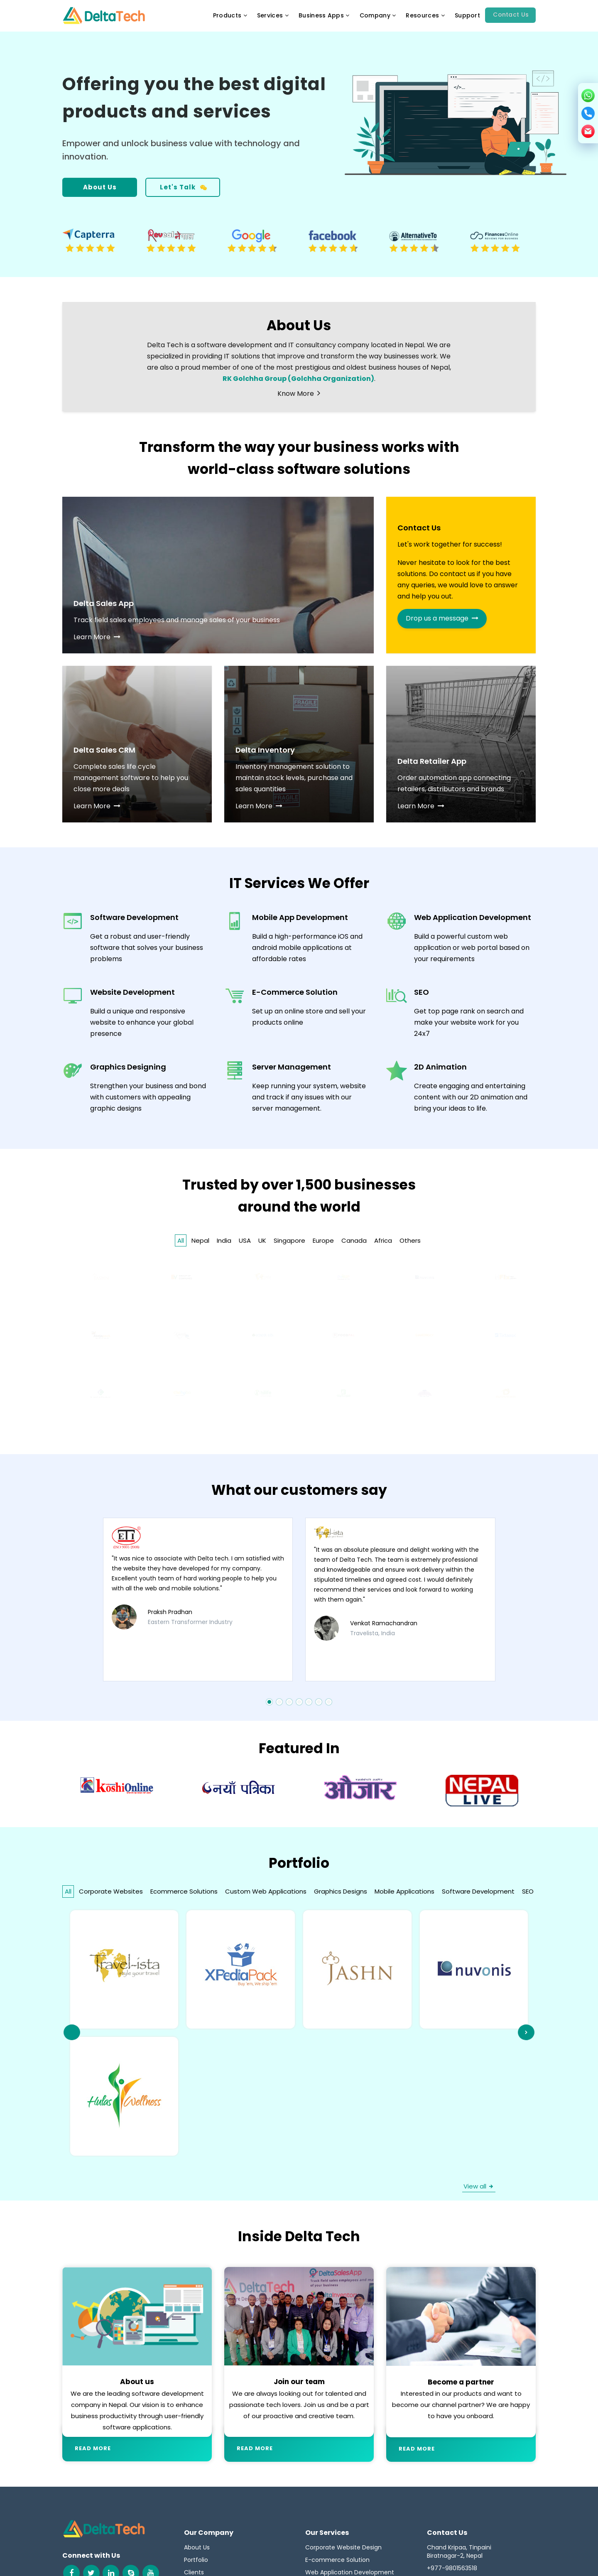 DeltaTech
Products
Services
Business Apps
Company
Resources
Support
Contact Us
Offering you the best digital
products and services
Empower and unlock business value with technology and
innovation.
About Us
Let's Talk
Capterra
Google
facebook
AlternativeTo
FinancesOnline
About Us
Delta Tech is a software development and IT consultancy company located in Nepal. We are
specialized in providing IT solutions that improve and transform the way businesses work. We
are also a proud member of one of the most prestigious and oldest business houses of Nepal,
RK Golchha Group (Golchha Organization).
Know More
Transform the way your business works with
world-class software solutions
Delta Sales App
Track field sales employees and manage sales of your business
Learn More
Contact Us
Let's work together for success!
Never hesitate to look for the best
solutions. Do contact us if you have
any queries, we would love to answer
and help you out.
Drop us a message
Delta Sales CRM
Complete sales life cycle
management software to help you
close more deals
Learn More
FRAGILE
Delta Inventory
Inventory management solution to
maintain stock levels, purchase and
sales quantities
Learn More
Delta Retailer App
Order automation app connecting
retailers, distributors and brands
Learn More
IT Services We Offer
Software Development
Get a robust and user-friendly
software that solves your business
problems
Mobile App Development
Build a high-performance iOS and
android mobile applications at
affordable rates
Web Application Development
Build a powerful custom web
application or web portal based on
your requirements
Website Development
Build a unique and responsive
website to enhance your global
presence
E-Commerce Solution
Set up an online store and sell your
products online
SEO
Get top page rank on search and
make your website work for you
24x7
Graphics Designing
Strengthen your business and bond
with customers with appealing
graphic designs
Server Management
Keep running your system, website
and track if any issues with our
server management.
2D Animation
Create engaging and entertaining
content with our 2D animation and
bring your ideas to life.
Trusted by over 1,500 businesses
around the world
All
Nepal
India
USA
UK
Singapore
Europe
Canada
Africa
Others
What our customers say
ETI
"It was nice to associate with Delta tech. I am satisfied with
the website they have developed for my company.
Excellent youth team of hard working people to help you
with all the web and mobile solutions."
Praksh Pradhan
Eastern Transformer Industry
Travel-ista
"It was an absolute pleasure and delight working with the
team of Delta Tech. The team is extremely professional
and knowledgeable and ensure work delivery within the
stipulated timelines and agreed cost. I would definitely
recommend their services and look forward to working
with them again."
Venkat Ramachandran
Travelista, India
Featured In
KoshiOnline
नयाँ पत्रिका
औजार
NEPAL
LIVE
Portfolio
All
Corporate Websites
Ecommerce Solutions
Custom Web Applications
Graphics Designs
Mobile Applications
Software Development
SEO
Travel-ista
style your travel
XPediaPack
JASHN
nuvonis
Hulas Wellness
View all
Inside Delta Tech
About us
We are the leading software development
company in Nepal. Our vision is to enhance
business productivity through user-friendly
software applications.
READ MORE
DeltaTech
DeltaSalesApp
Join our team
We are always looking out for talented and
passionate tech lovers. Join us and be a part
of our proactive and creative team.
READ MORE
Become a partner
Interested in our products and want to
become our channel partner? We are happy
to have you onboard.
READ MORE
DeltaTech
Connect with Us
Our Company
About Us
Portfolio
Clients
Our Services
Corporate Website Design
E-commerce Solution
Web Application Development
Contact Us
Chand Kripaa, Tinpaini
Biratnagar-2, Nepal
+977-9801563518